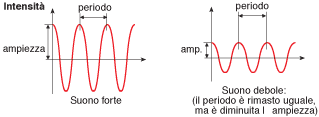 Intensità
periodo
ampiezza
Suono forte
periodo
amp.
Suono debole:
(il periodo è rimasto uguale,
ma è diminuita l ampiezza)